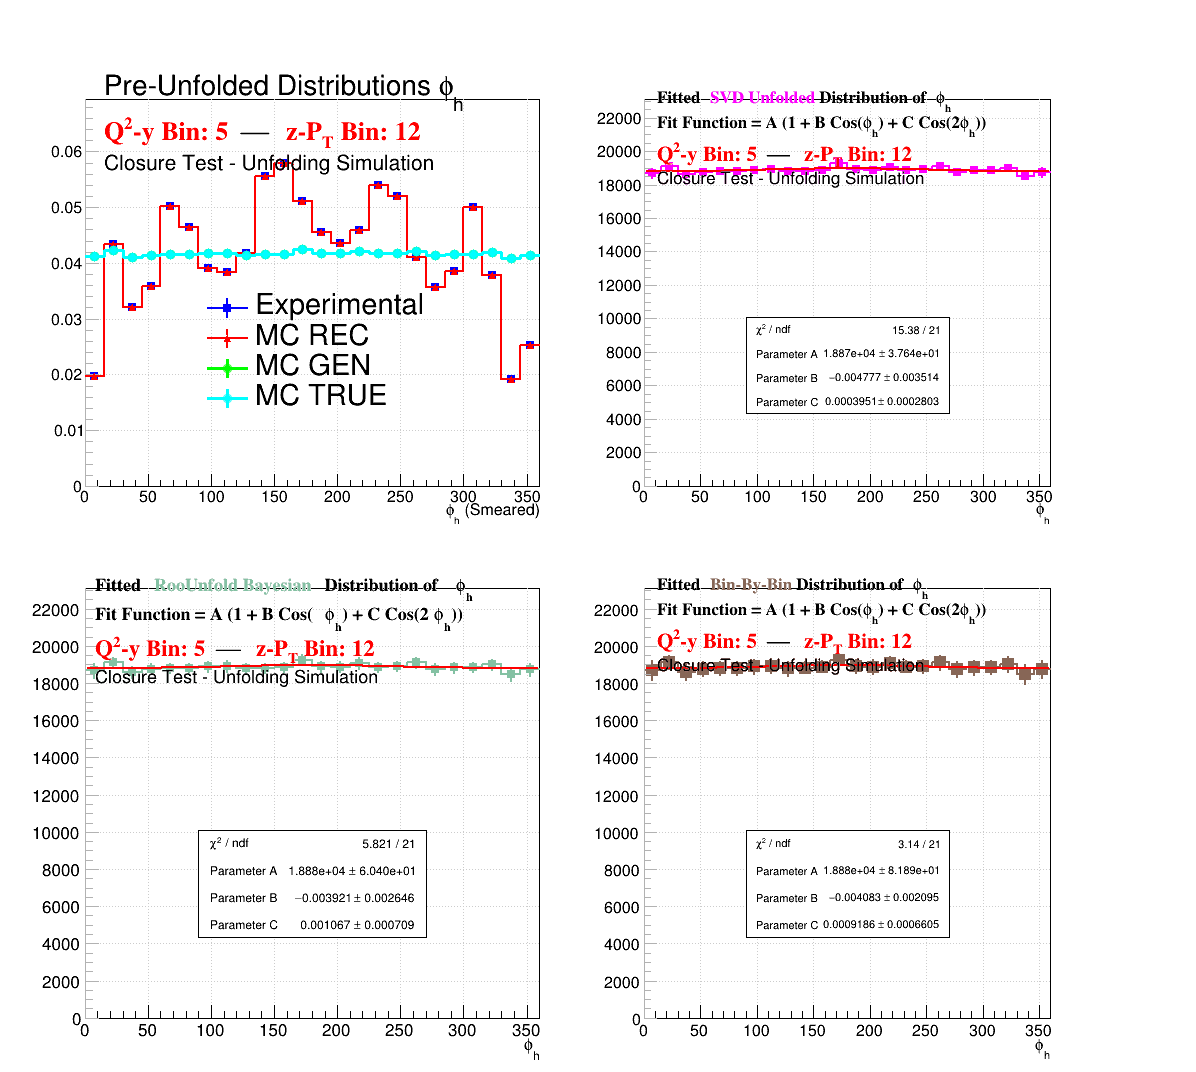 Pre-Unfolded Distributions ϕh
Q²-y Bin: 5 — z-PT Bin: 12
Closure Test - Unfolding Simulation
0.06
0.05
0.04
0.03
0.02
0.01
0
Experimental
MC REC
MC GEN
MC TRUE
0 50 100 150 200 250 300 350
ϕh (Smeared)
Fitted SVD Unfolded Distribution of ϕh
Fit Function = A (1 + B Cos(ϕh) + C Cos(2ϕh))
Q²-y Bin: 5 — z-PT Bin: 12
Closure Test - Unfolding Simulation
22000
20000
18000
16000
14000
12000
10000
8000
6000
4000
2000
0
χ² / ndf 15.38 / 21
Parameter A 1.887e+04 ± 3.764e+01
Parameter B −0.004777 ± 0.003514
Parameter C 0.0003951 ± 0.0002803
0 50 100 150 200 250 300 350
ϕh
Fitted RooUnfold Bayesian Distribution of ϕh
Fit Function = A (1 + B Cos( ϕh) + C Cos(2 ϕh))
Q²-y Bin: 5 — z-PT Bin: 12
Closure Test - Unfolding Simulation
22000
20000
18000
16000
14000
12000
10000
8000
6000
4000
2000
0
χ² / ndf 5.821 / 21
Parameter A 1.888e+04 ± 6.040e+01
Parameter B −0.003921 ± 0.002646
Parameter C 0.001067 ± 0.000709
0 50 100 150 200 250 300 350
ϕh
Fitted Bin-By-Bin Distribution of ϕh
Fit Function = A (1 + B Cos(ϕh) + C Cos(2ϕh))
Q²-y Bin: 5 — z-PT Bin: 12
Closure Test - Unfolding Simulation
22000
20000
18000
16000
14000
12000
10000
8000
6000
4000
2000
0
χ² / ndf 3.14 / 21
Parameter A 1.888e+04 ± 8.189e+01
Parameter B −0.004083 ± 0.002095
Parameter C 0.0009186 ± 0.0006605
0 50 100 150 200 250 300 350
ϕh